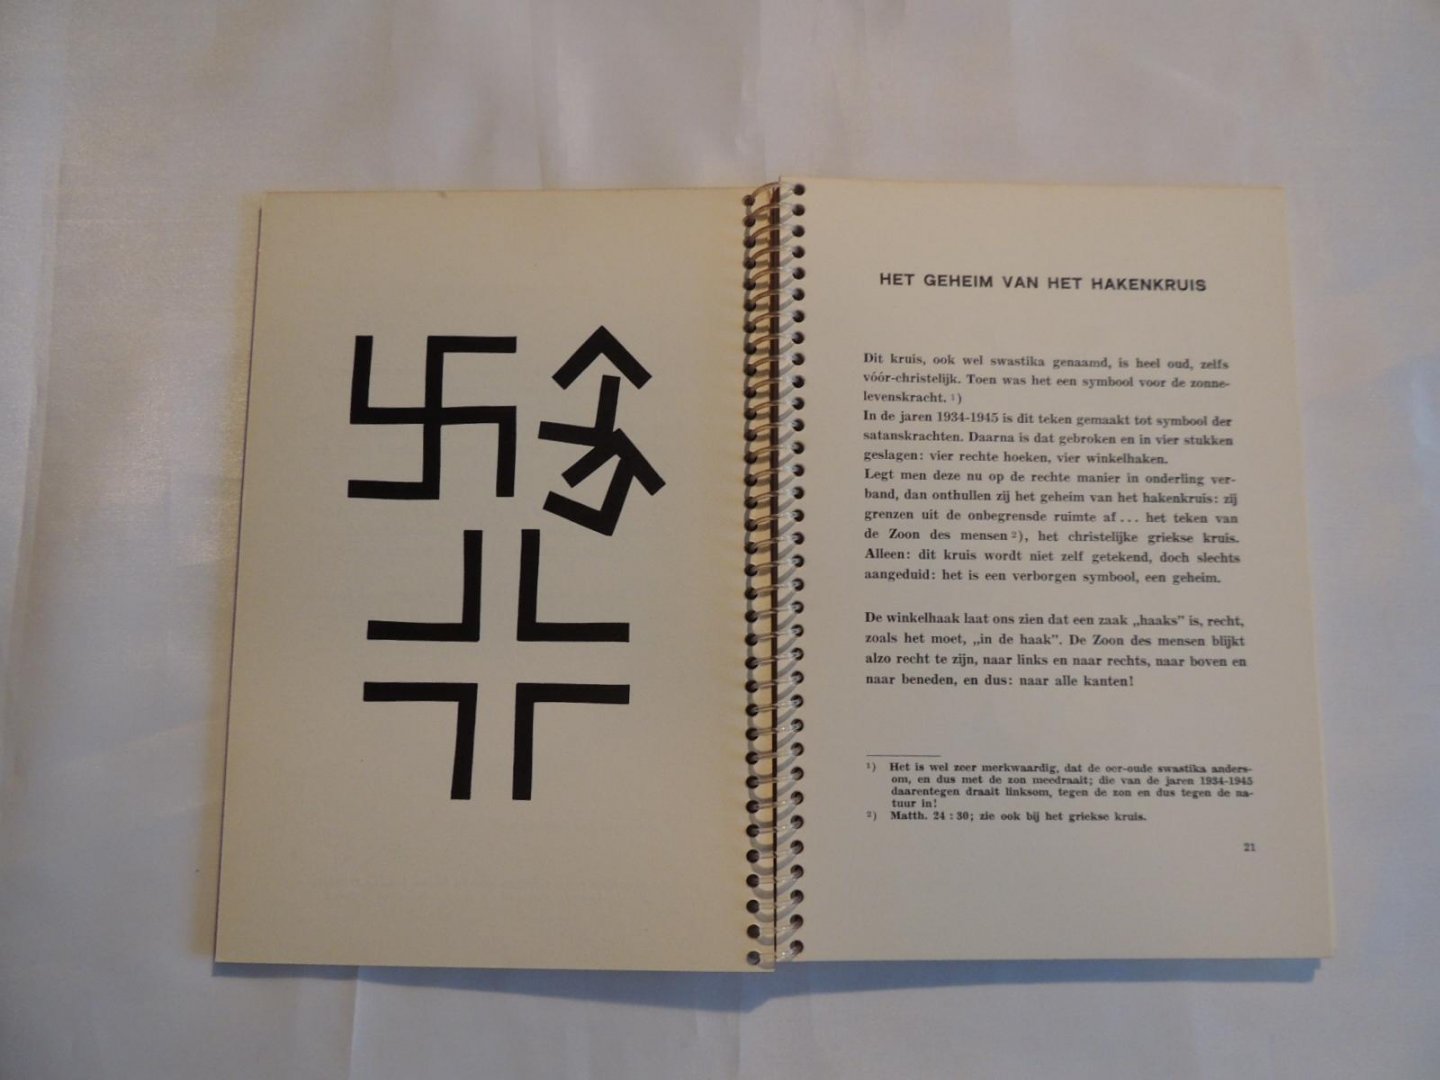 HET GEHEIM VAN HET HAKENKRUIS
Dit kruis, ook wel swastika genaamd, is heel oud, zelfs
vóór-christelijk. Toen was het een symbool voor de zonne-
levenskracht. 1)
In de jaren 1934-1945 is dit teken gemaakt tot symbool der
satanskrachten. Daarna is dat gebroken en in vier stukken
geslagen: vier rechte hoeken, vier winkelhaken.
Legt men deze nu op de rechte manier in onderling ver-
band, dan onthullen zij het geheim van het hakenkruis: zij
grenzen uit de onbegrensde ruimte af... het teken van
de Zoon des mensen 2), het christelijke griekse kruis.
Alleen: dit kruis wordt niet zelf getekend, doch slechts
aangeduid: het is een verborgen symbool, een geheim.
De winkelhaak laat ons zien dat een zaak „haaks” is, recht,
zoals het moet, „in de haak”. De Zoon des mensen blijkt
alzo recht te zijn, naar links en naar rechts, naar boven en
naar beneden, en dus: naar alle kanten!
1) Het is wel zeer merkwaardig, dat de oer-oude swastika anders-
om, en dus met de zon meedraait; die van de jaren 1934-1945
daarentegen draait linksom, tegen de zon en dus tegen de na-
tuur in!
2) Matth. 24 : 30; zie ook bij het griekse kruis.
21